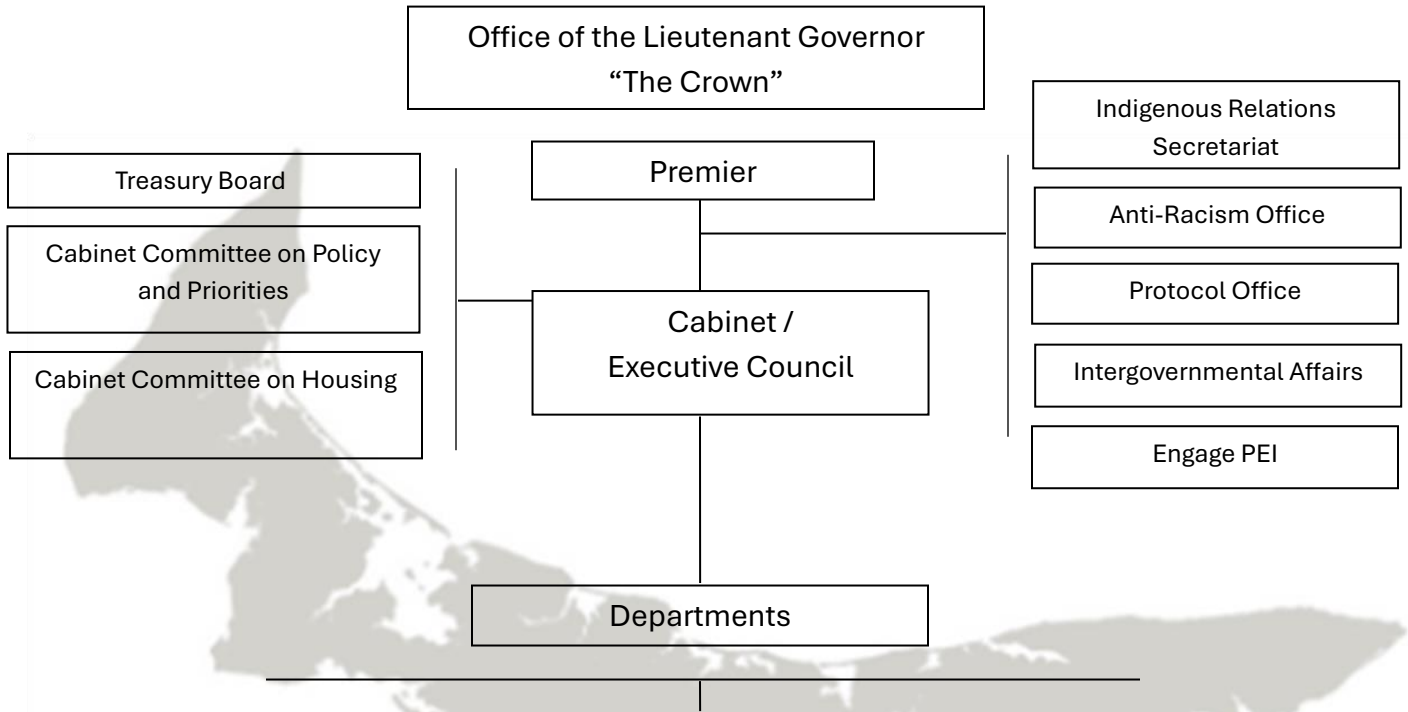 Office of the Lieutenant Governor
“The Crown”
Premier
Treasury Board
Cabinet Committee on Policy
and Priorities
Cabinet Committee on Housing
Cabinet /
Executive Council
Indigenous Relations
Secretariat
Anti-Racism Office
Protocol Office
Intergovernmental Affairs
Engage PEI
Departments